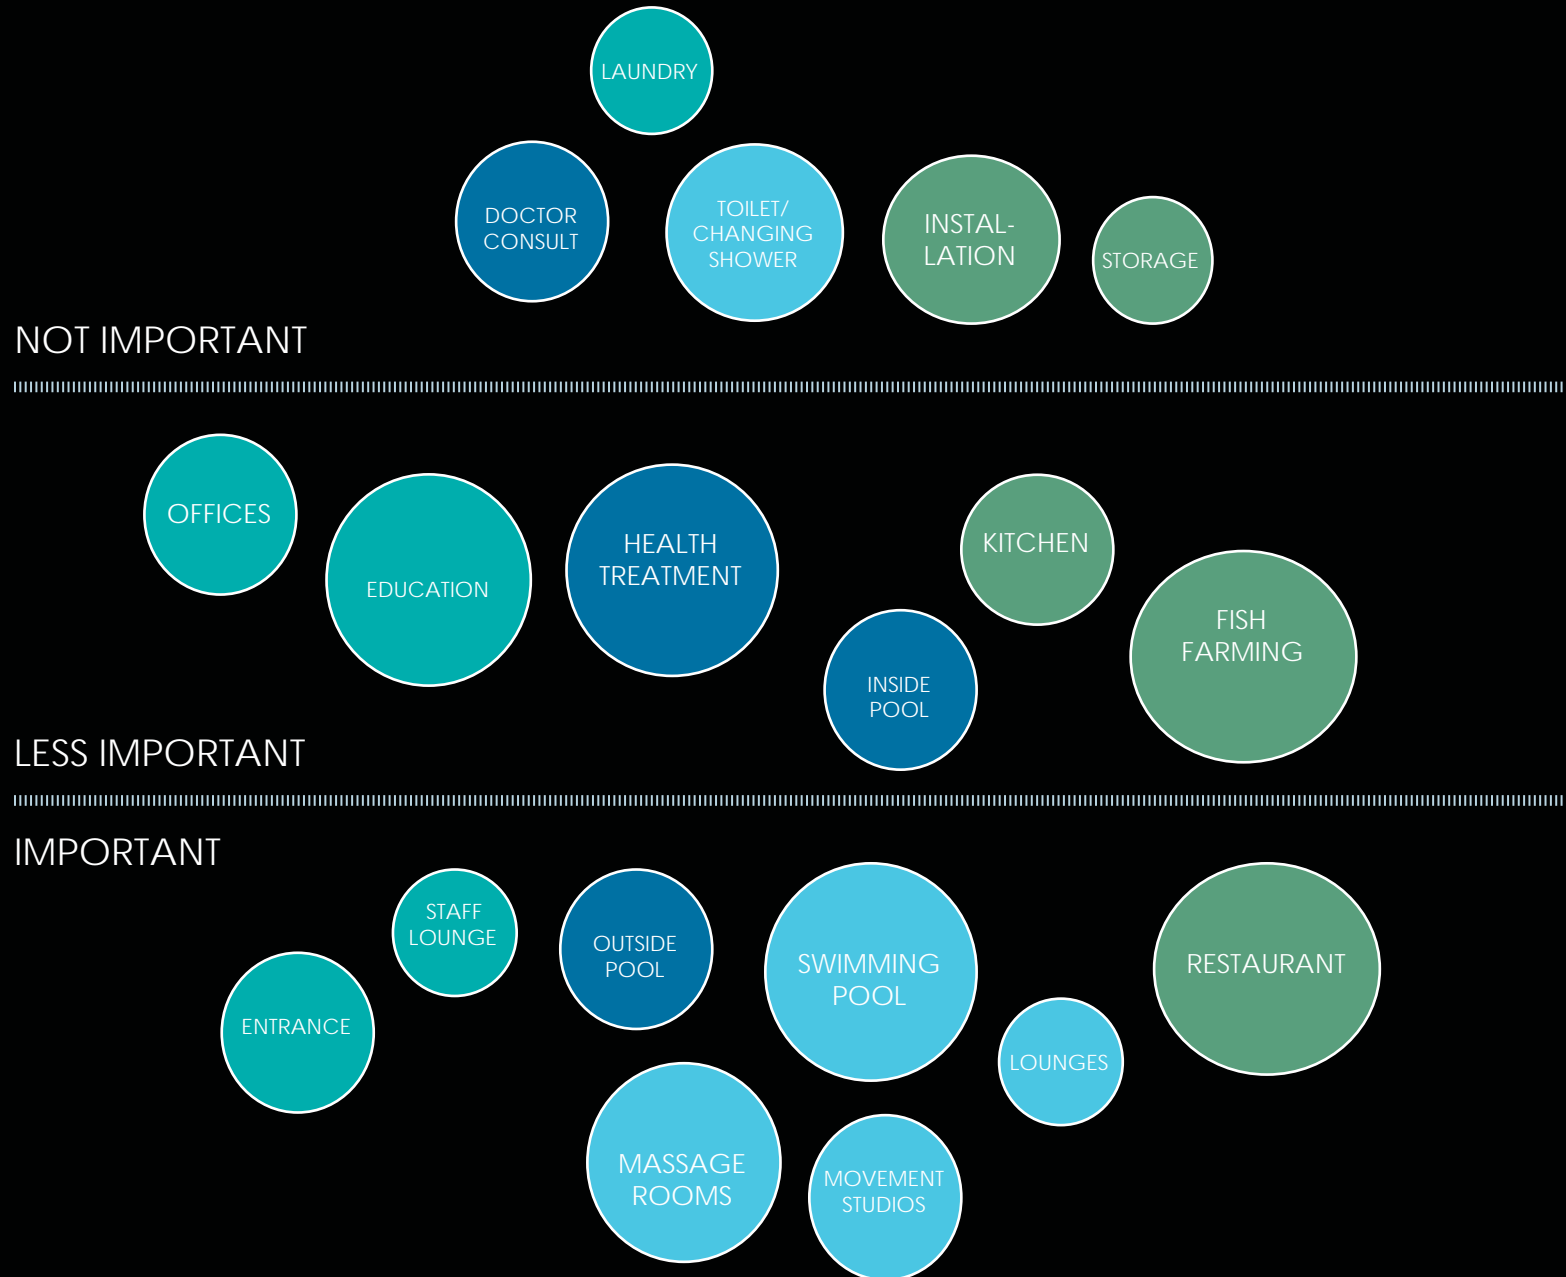 LAUNDRY
DOCTOR
CONSULT
TOILET/
CHANGING
SHOWER
INSTAL-
LATION
STORAGE
NOT IMPORTANT
OFFICES
EDUCATION
HEALTH
TREATMENT
KITCHEN
INSIDE
POOL
FISH
FARMING
LESS IMPORTANT
IMPORTANT
STAFF
LOUNGE
OUTSIDE
POOL
SWIMMING
POOL
RESTAURANT
ENTRANCE
LOUNGES
MASSAGE
ROOMS
MOVEMENT
STUDIOS